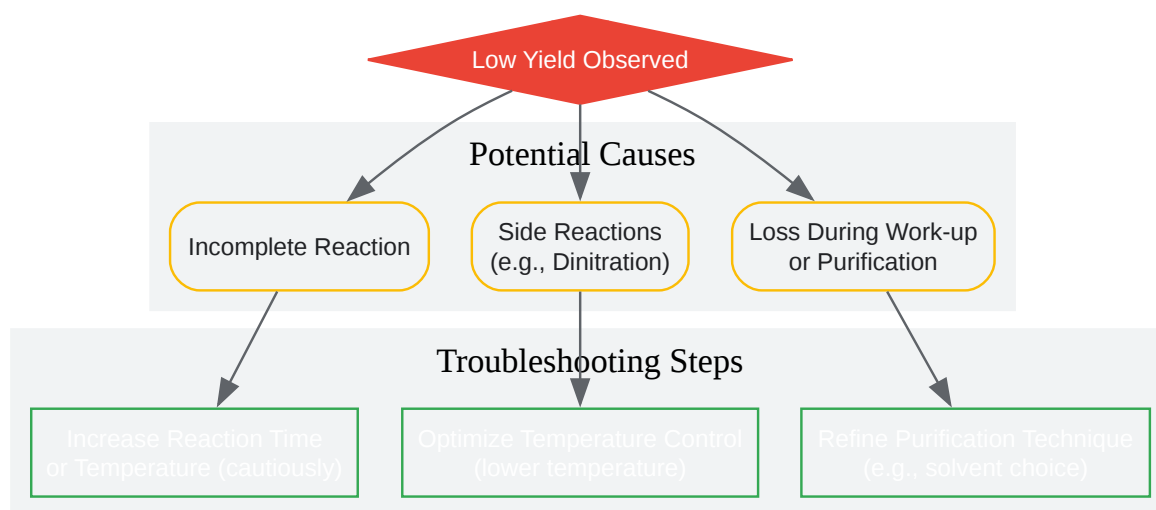 Low Yield Observed
Potential Causes
Incomplete Reaction
Side Reactions
(e.g., Dinitration)
Loss During Work-up
or Purification
Troubleshooting Steps
Increase Reaction Time
or Temperature (cautiously)
Optimize Temperature Control
(lower temperature)
Refine Purification Technique
(e.g., solvent choice)